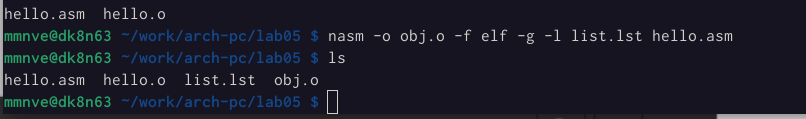 hello.asm  hello.o
mmnve@dk8n63 ~/work/arch-pc/lab05 $ nasm -o obj.o -f elf -g -l list.lst hello.asm
mmnve@dk8n63 ~/work/arch-pc/lab05 $ ls
hello.asm  hello.o  list.lst  obj.o
mmnve@dk8n63 ~/work/arch-pc/lab05 $